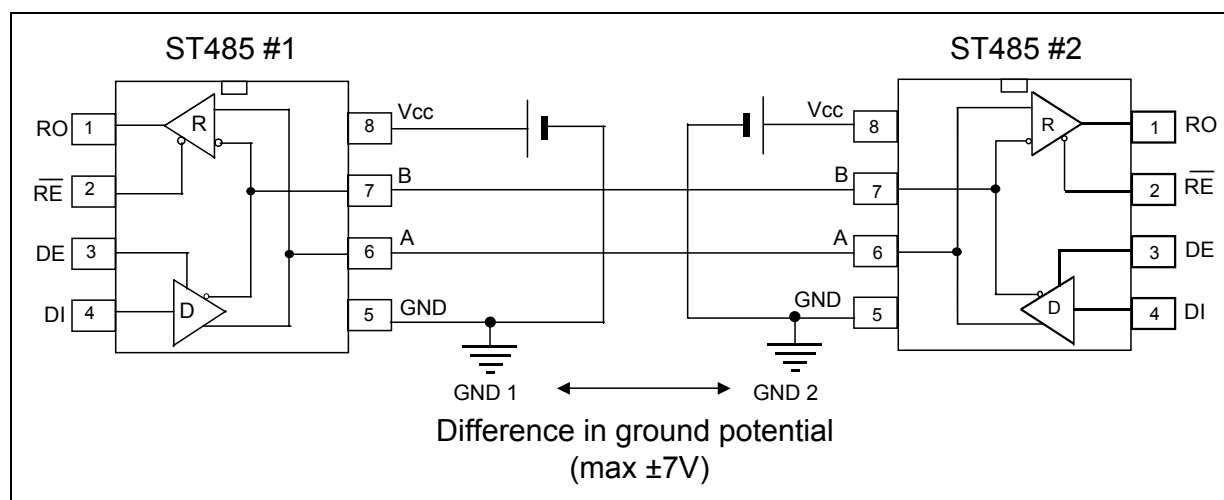 ST485 #1
ST485 #2
RO 1
R
8 Vcc
Vcc 8
R
1 RO
RE 2
7 B
B 7
2 RE
DE 3
6 A
A 6
3 DE
DI 4
D
5 GND
GND 5
D
4 DI
GND 1
GND 2
Difference in ground potential
(max ±7V)